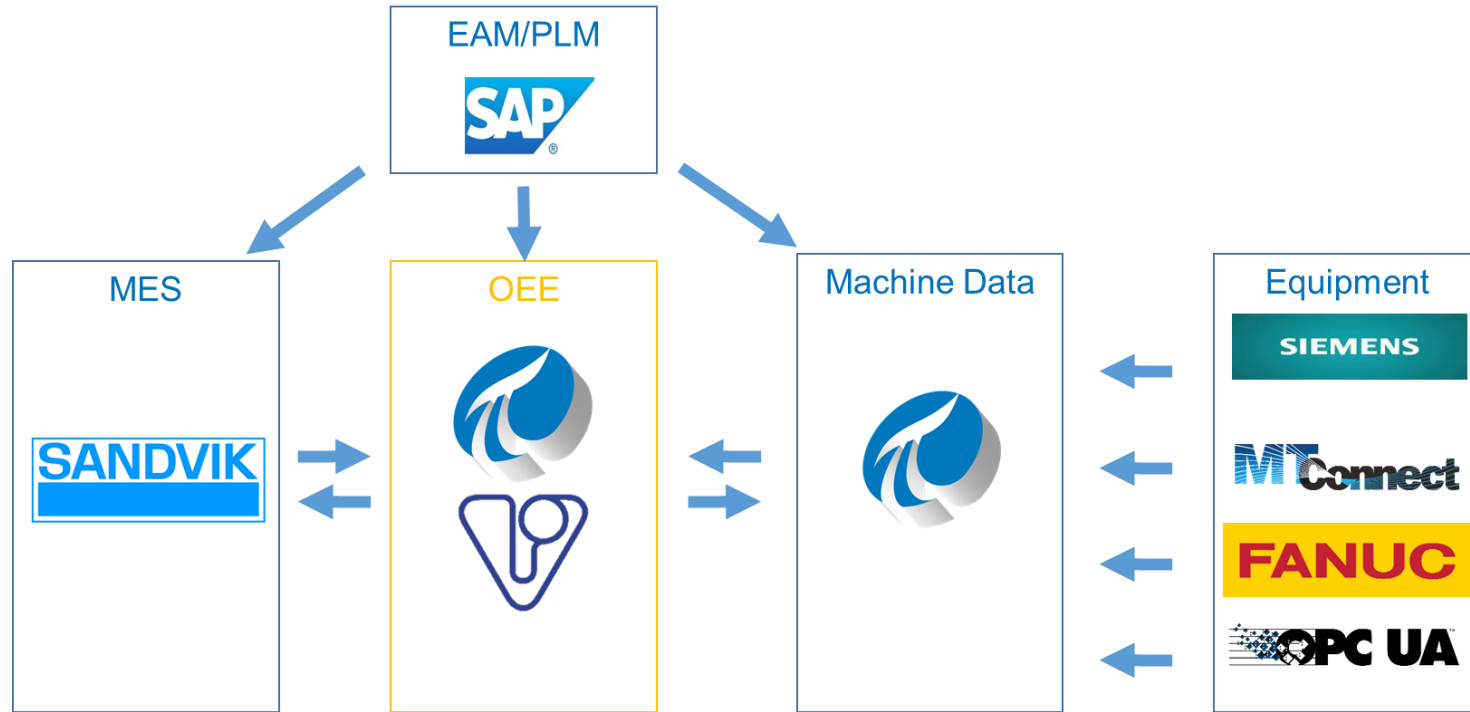 EAM/PLM
SAP®
MES
OEE
Machine Data
Equipment
SIEMENS
SANDVIK
MTConnect
FANUC
OPC UA